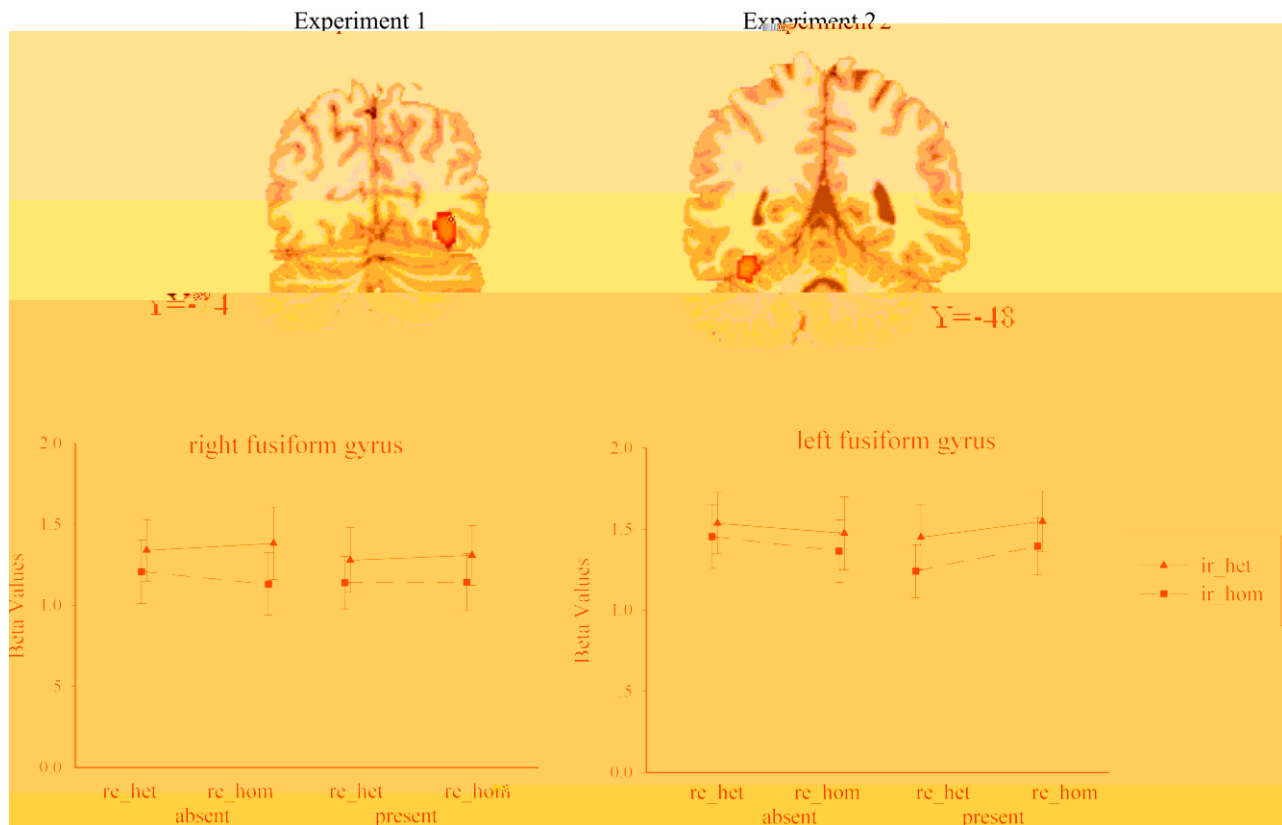 Experiment 1
Experiment 2
Y=-48
right fusiform gyrus
2.0
1.5
1.0
.5
0.0
Beta Values
re_het re_hom re_het re_hom
absent present
left fusiform gyrus
2.0
1.5
1.0
.5
0.0
Beta Values
re_het re_hom re_het re_hom
absent present
ir_het
ir_hom